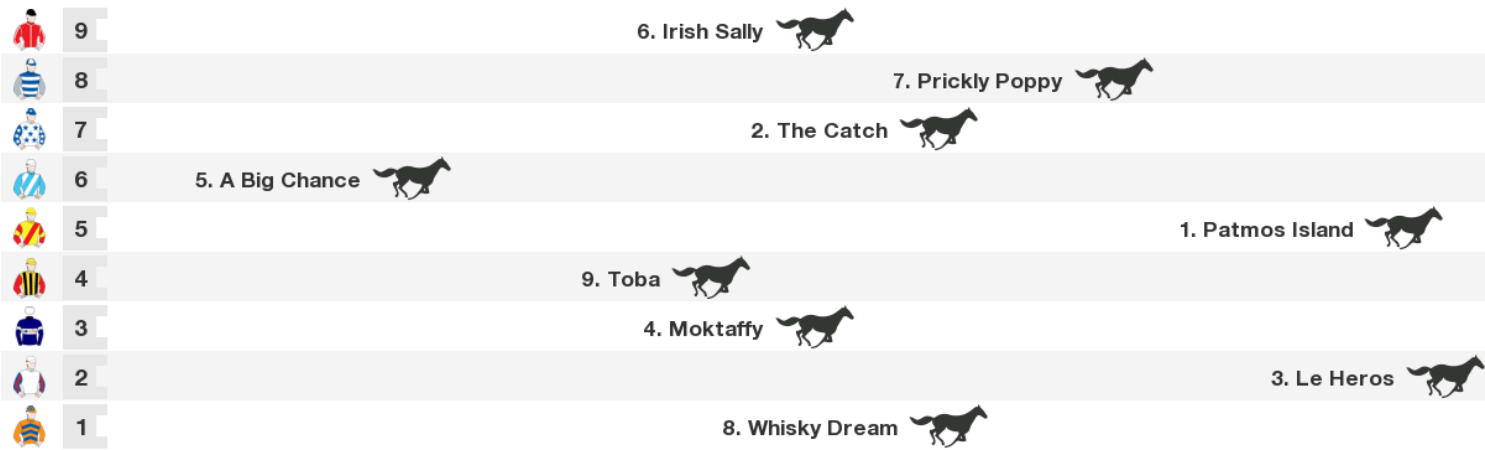 9 6. Irish Sally
8 7. Prickly Poppy
7 2. The Catch
6 5. A Big Chance
5 1. Patmos Island
4 9. Toba
3 4. Moktaffy
2 3. Le Heros
1 8. Whisky Dream